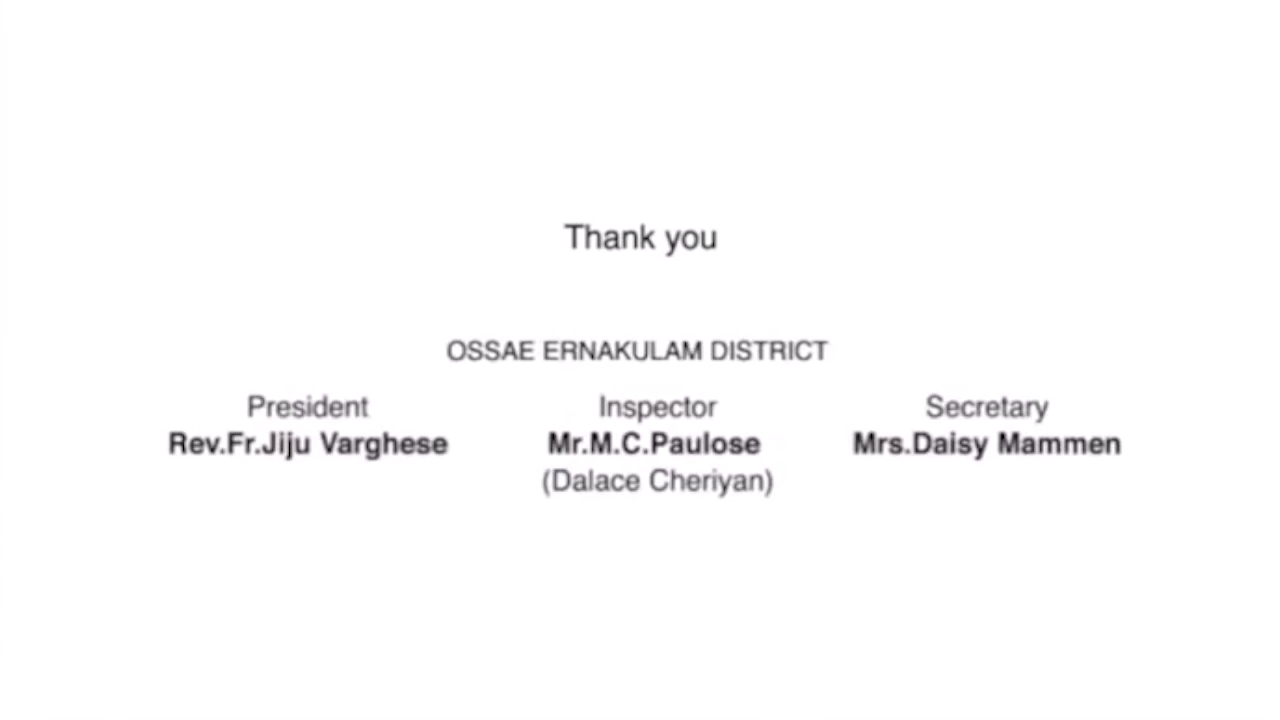 Thank you
OSSAE ERNAKULAM DISTRICT
President Inspector Secretary
Rev.Fr.Jiju Varghese Mr.M.C.Paulose Mrs.Daisy Mammen
(Dalace Cheriyan)